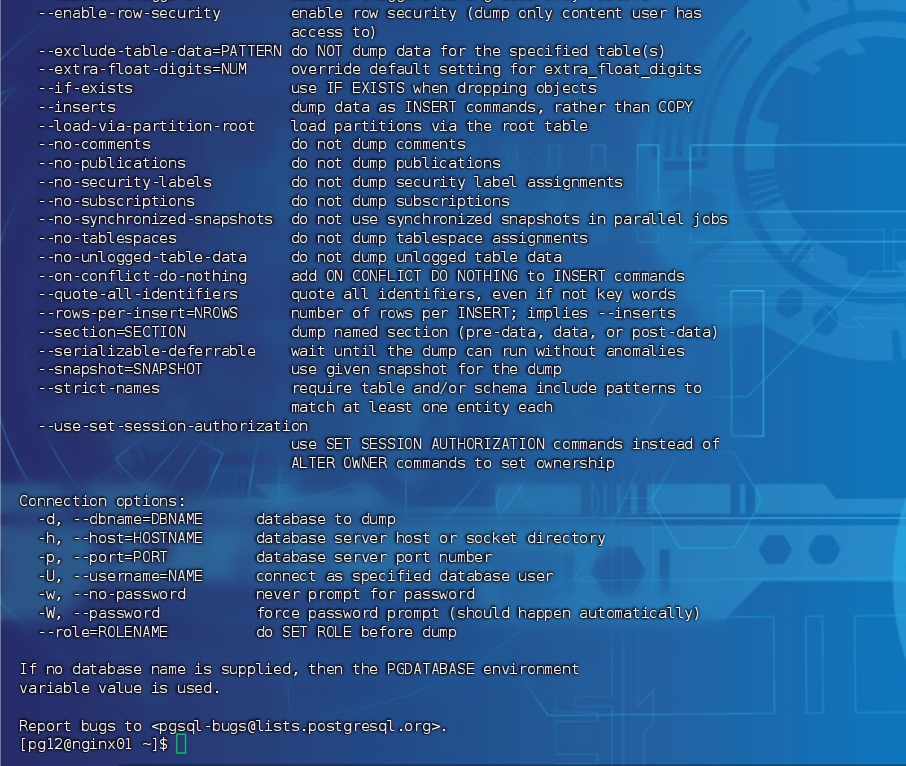 --enable-row-security        enable row security (dump only content user has
                             access to)
--exclude-table-data=PATTERN do NOT dump data for the specified table(s)
--extra-float-digits=NUM     override default setting for extra_float_digits
--if-exists                  use IF EXISTS when dropping objects
--inserts                    dump data as INSERT commands, rather than COPY
--load-via-partition-root    load partitions via the root table
--no-comments                do not dump comments
--no-publications            do not dump publications
--no-security-labels         do not dump security label assignments
--no-subscriptions           do not dump subscriptions
--no-synchronized-snapshots  do not use synchronized snapshots in parallel jobs
--no-tablespaces             do not dump tablespace assignments
--no-unlogged-table-data     do not dump unlogged table data
--on-conflict-do-nothing     add ON CONFLICT DO NOTHING to INSERT commands
--quote-all-identifiers      quote all identifiers, even if not key words
--rows-per-insert=NROWS      number of rows per INSERT; implies --inserts
--section=SECTION            dump named section (pre-data, data, or post-data)
--serializable-deferrable    wait until the dump can run without anomalies
--snapshot=SNAPSHOT          use given snapshot for the dump
--strict-names               require table and/or schema include patterns to
                             match at least one entity each
--use-set-session-authorization
                             use SET SESSION AUTHORIZATION commands instead of
                             ALTER OWNER commands to set ownership

Connection options:
  -d, --dbname=DBNAME      database to dump
  -h, --host=HOSTNAME      database server host or socket directory
  -p, --port=PORT          database server port number
  -U, --username=NAME      connect as specified database user
  -w, --no-password        never prompt for password
  -W, --password           force password prompt (should happen automatically)
  --role=ROLENAME          do SET ROLE before dump

If no database name is supplied, then the PGDATABASE environment
variable value is used.

Report bugs to <pgsql-bugs@lists.postgresql.org>.
[pg12@nginx01 ~]$